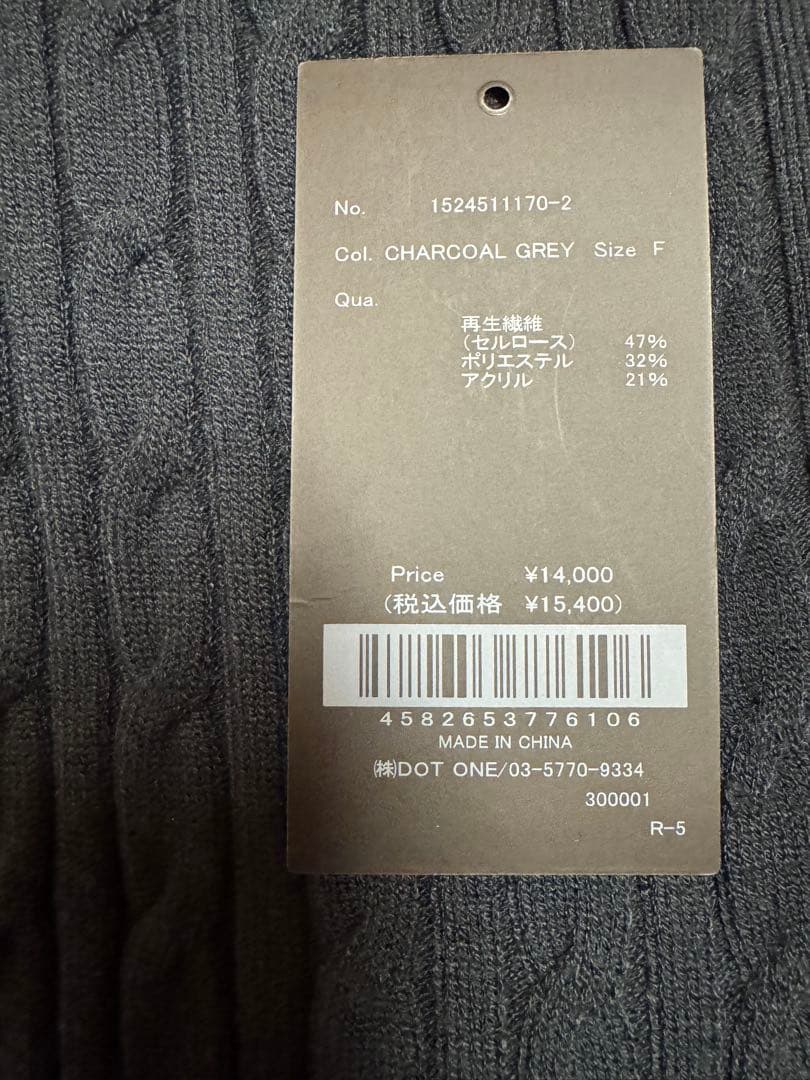 No. 1524511170-2
Col. CHARCOAL GREY Size F
Qua.
再生繊維
(セルロース) 47%
ポリエステル 32%
アクリル 21%
Price ¥14,000
(税込価格 ¥15,400)
4582653776106
MADE IN CHINA
㈱DOT ONE/03-5770-9334
300001
R-5